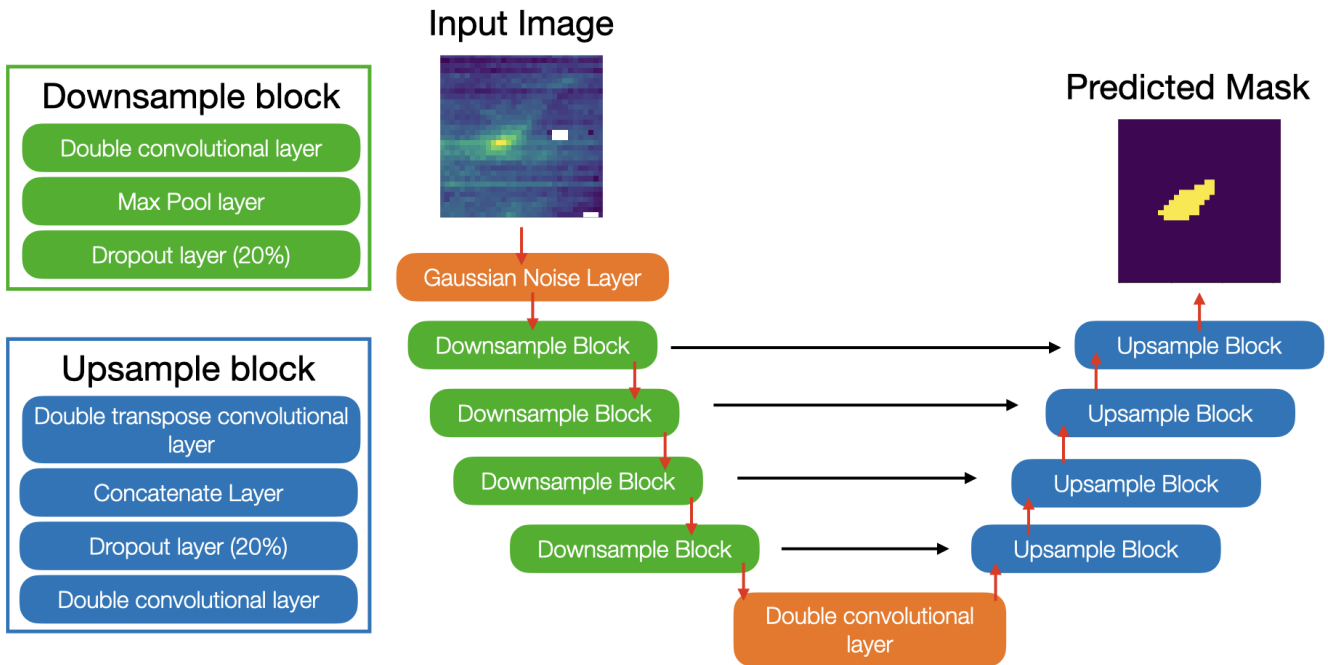 Input Image
Predicted Mask
Downsample block
Double convolutional layer
Max Pool layer
Dropout layer (20%)
Upsample block
Double transpose convolutional
layer
Concatenate Layer
Dropout layer (20%)
Double convolutional layer
Gaussian Noise Layer
Downsample Block
Upsample Block
Downsample Block
Upsample Block
Downsample Block
Upsample Block
Downsample Block
Upsample Block
Double convolutional
layer